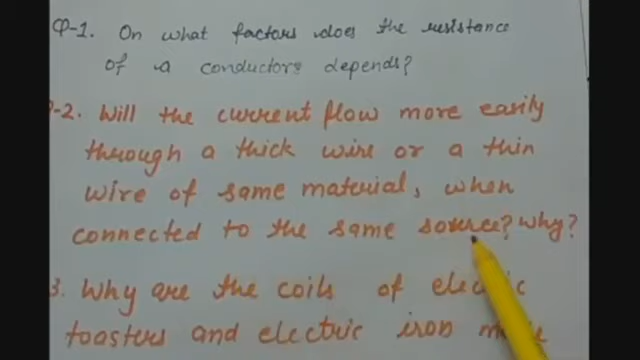 Q-1. On what factors does the resistance
of a conductors depends?
-2. Will the current flow more easily
through a thick wire or a thin
wire of same material, when
connected to the same source? Why?
3. Why are the coils of electric
toasters and electric iron